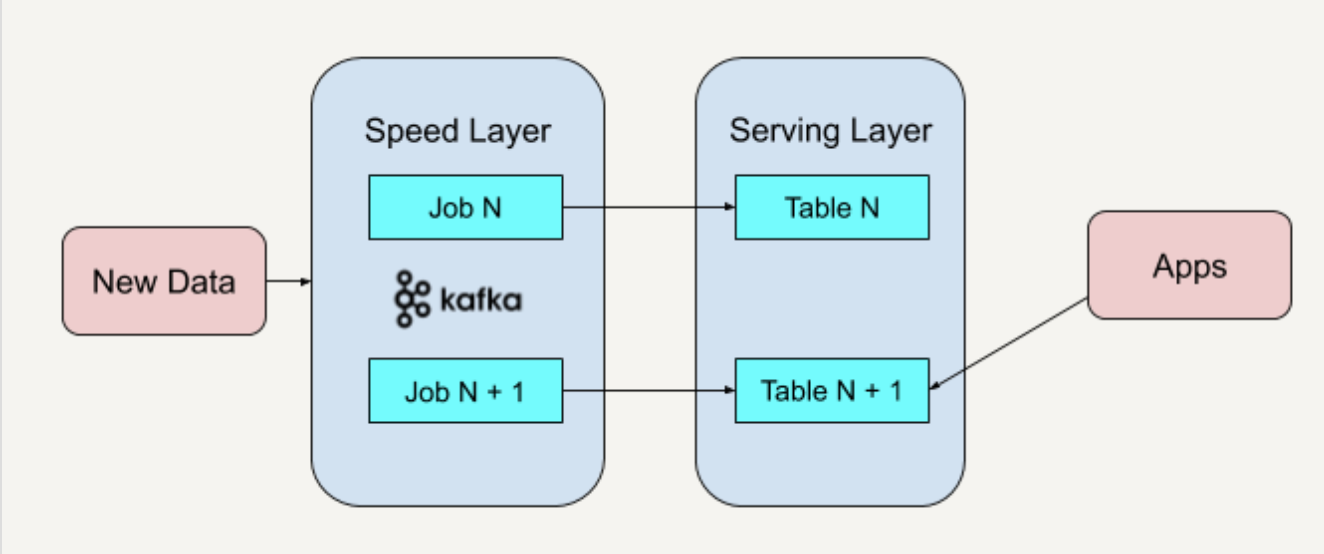 Speed Layer
Serving Layer
Job N
Table N
New Data
kafka
Apps
Job N + 1
Table N + 1